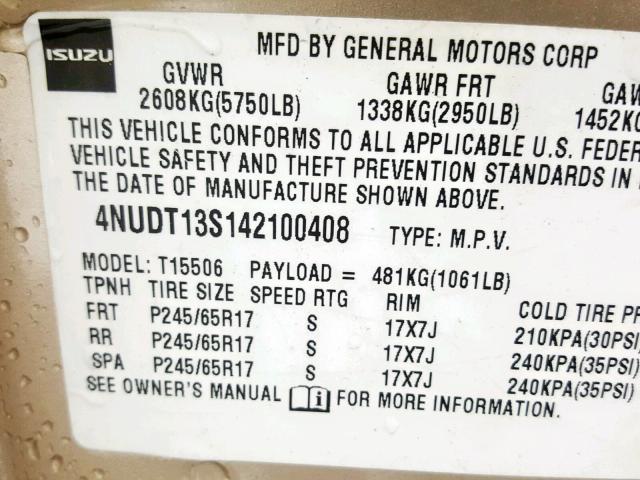 ISUZU
MFD BY GENERAL MOTORS CORP
GVWR GAWR FRT
2608KG(5750LB) 1338KG(2950LB)
THIS VEHICLE CONFORMS TO ALL APPLICABLE U.S.
VEHICLE SAFETY AND THEFT PREVENTION STANDARDS IN
THE DATE OF MANUFACTURE SHOWN ABOVE.
4NUDT13S142100408 TYPE: M.P.V.
MODEL: T15506 PAYLOAD = 481KG(1061LB)
TPNH TIRE SIZE SPEED RTG RIM COLD TIRE
FRT P245/65R17 S 17X7J 210KPA(30PSI)
RR P245/65R17 S 17X7J 240KPA(35PSI)
SPA P245/65R17 S 17X7J 240KPA(35PSI)
SEE OWNER'S MANUAL i FOR MORE INFORMATION.